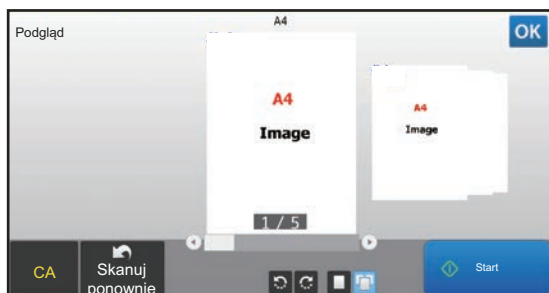 A4
Podgląd
OK
A4
Image
A4
Image
1 / 5
CA
Skanuj
ponownie
Start